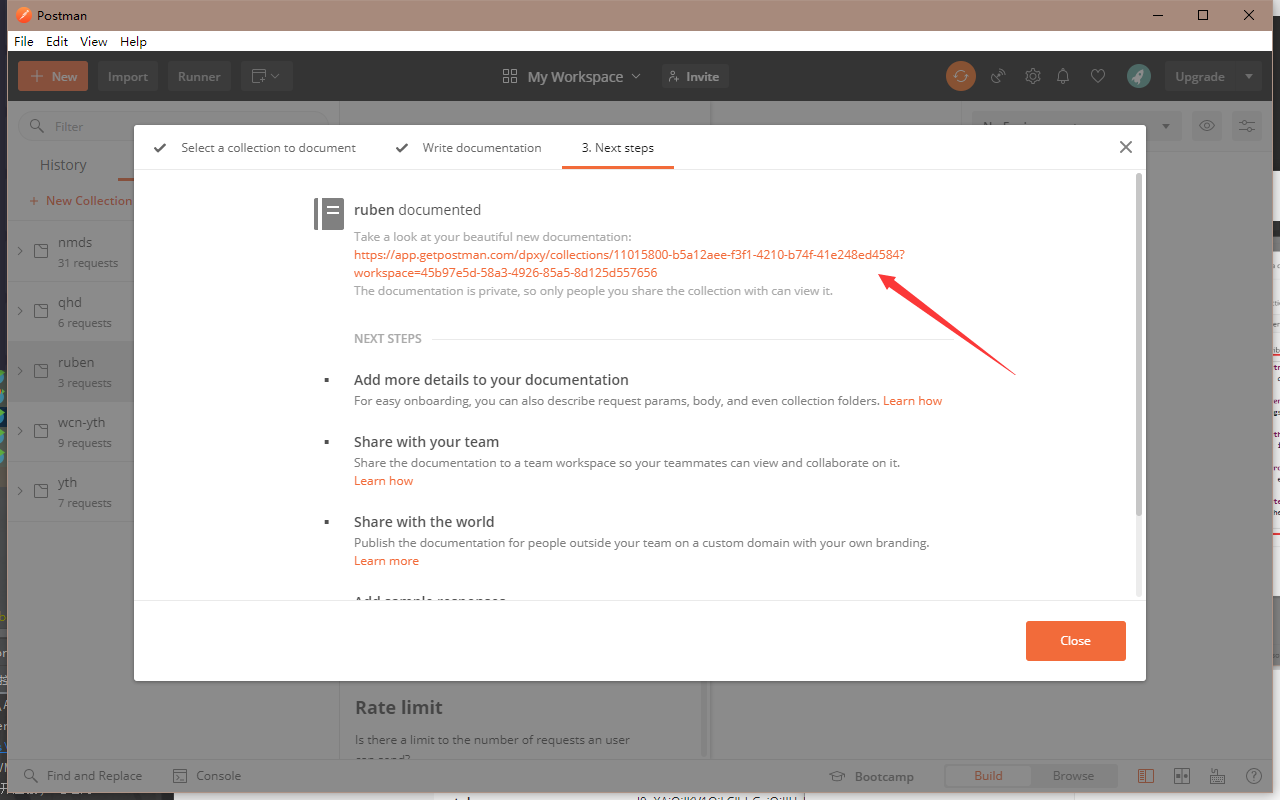 Postman
File Edit View Help
New Import Runner My Workspace Invite Upgrade
Filter
History
+ New Collection
nmds
31 requests
qhd
6 requests
ruben
3 requests
wcn-yth
9 requests
yth
7 requests
Select a collection to document Write documentation 3. Next steps
ruben documented
Take a look at your beautiful new documentation:
https://app.getpostman.com/dpxy/collections/11015800-b5a12aee-f3f1-4210-b74f-41e248ed4584?
workspace=45b97e5d-58a3-4926-85a5-8d125d557656
The documentation is private, so only people you share the collection with can view it.
NEXT STEPS
Add more details to your documentation
For easy onboarding, you can also describe request params, body, and even collection folders. Learn how
Share with your team
Share the documentation to a team workspace so your teammates can view and collaborate on it.
Learn how
Share with the world
Publish the documentation for people outside your team on a custom domain with your own branding.
Learn more
Add sample responses
Close
Rate limit
Is there a limit to the number of requests an user
Find and Replace Console Bootcamp Build Browse